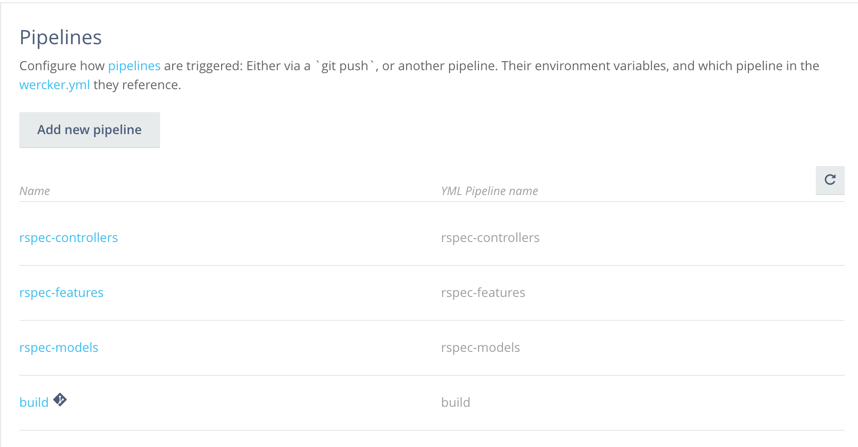 Pipelines
Configure how pipelines are triggered: Either via a `git push`, or another pipeline. Their environment variables, and which pipeline in the
wercker.yml they reference.
Add new pipeline
Name YML Pipeline name
rspec-controllers rspec-controllers
rspec-features rspec-features
rspec-models rspec-models
build build